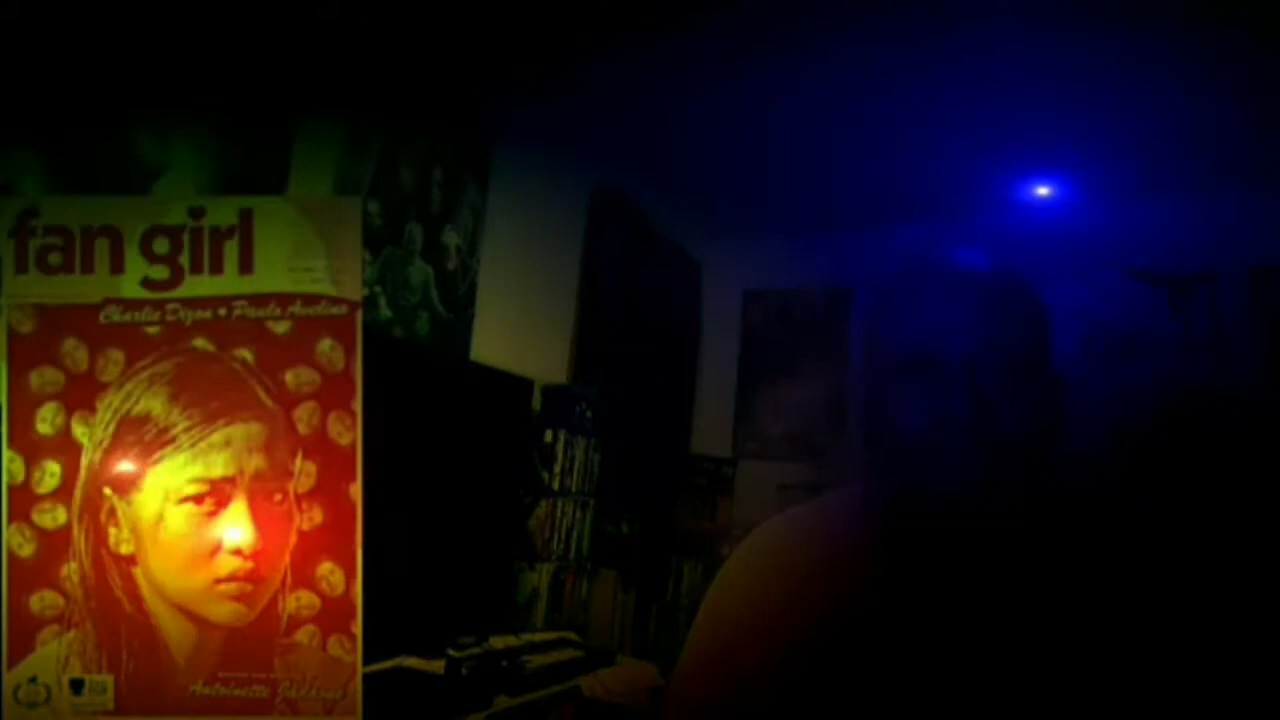 fan girl
Charlie Dizon • Paulo Avelino
Antoinette Jadaone